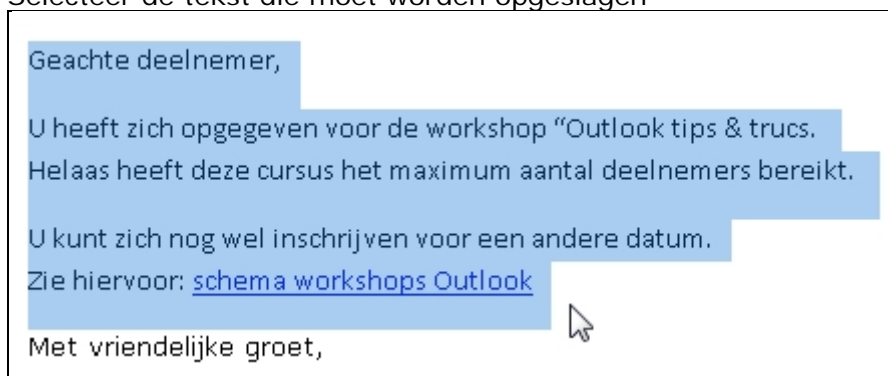 Selecteer de tekst die moet worden opgeslagen
Geachte deelnemer,
U heeft zich opgegeven voor de workshop “Outlook tips & trucs.
Helaas heeft deze cursus het maximum aantal deelnemers bereikt.
U kunt zich nog wel inschrijven voor een andere datum.
Zie hiervoor: schema workshops Outlook
Met vriendelijke groet,